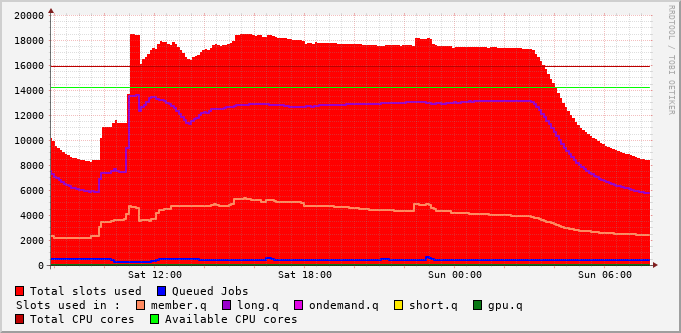 20000
18000
16000
14000
12000
10000
8000
6000
4000
2000
0
Sat 12:00 Sat 18:00 Sun 00:00 Sun 06:00
RRDTOOL / TOBI OETIKER
Total slots used Queued Jobs
Slots used in : member.q long.q ondemand.q short.q gpu.q
Total CPU cores Available CPU cores